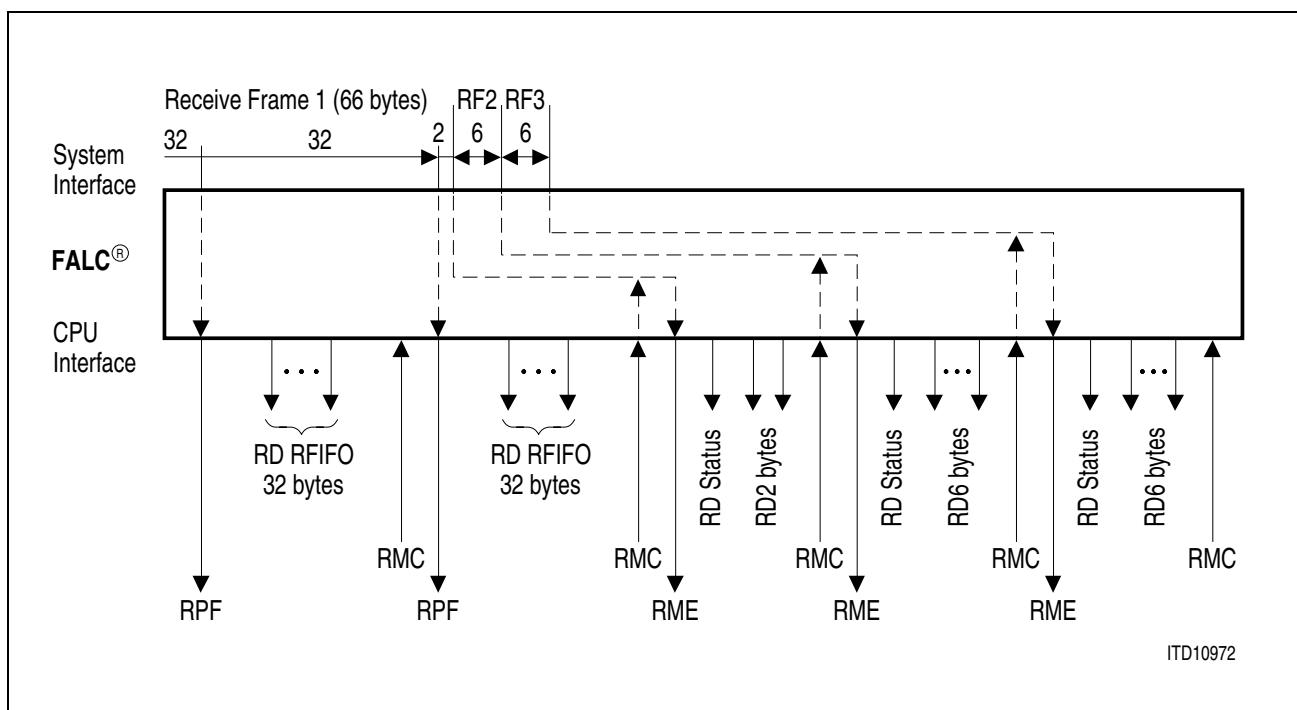 Receive Frame 1 (66 bytes) RF2 RF3
32 32 2 6 6
System
Interface
FALC®
CPU
Interface
RD RFIFO
32 bytes
RD RFIFO
32 bytes
RD Status
RD2 bytes
RD Status
RD6 bytes
RD Status
RD6 bytes
RMC RMC RMC RMC RMC
RPF RPF RME RME RME
ITD10972